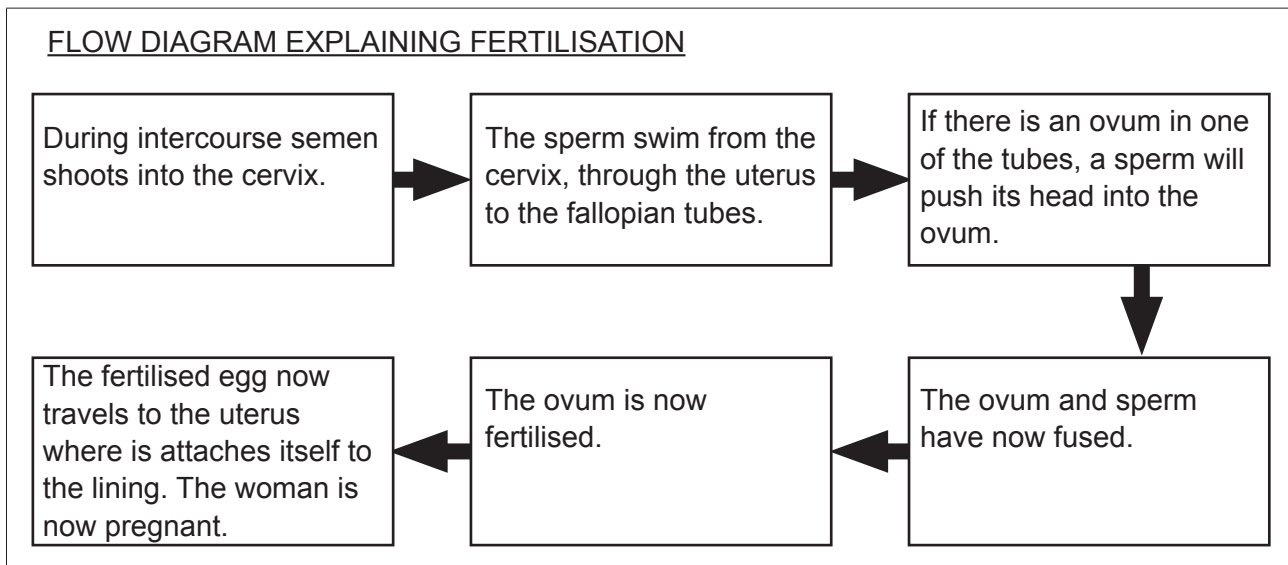 FLOW DIAGRAM EXPLAINING FERTILISATION
During intercourse semen
shoots into the cervix.
The sperm swim from the
cervix, through the uterus
to the fallopian tubes.
If there is an ovum in one
of the tubes, a sperm will
push its head into the
ovum.
The ovum and sperm
have now fused.
The ovum is now
fertilised.
The fertilised egg now
travels to the uterus
where is attaches itself to
the lining. The woman is
now pregnant.